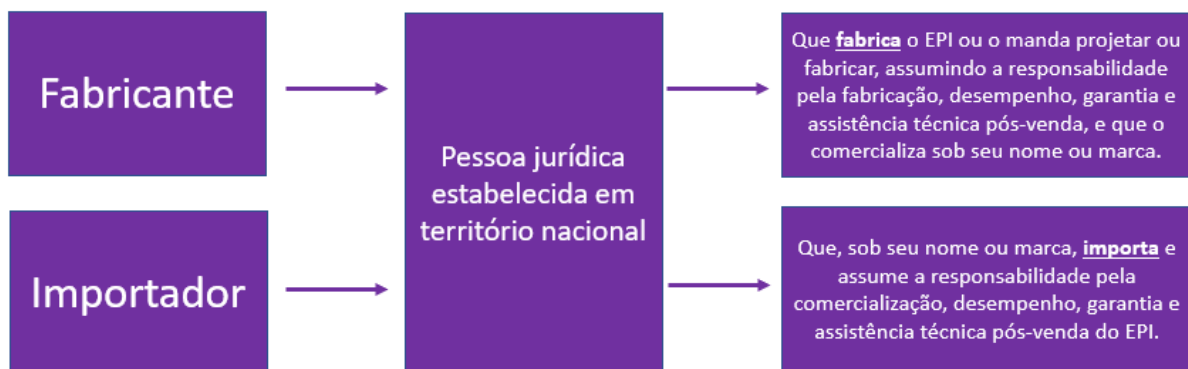 Fabricante
Pessoa jurídica
estabelecida em
território nacional
Que fabrica o EPI ou o manda projetar ou
fabricar, assumindo a responsabilidade
pela fabricação, desempenho, garantia e
assistência técnica pós-venda, e que o
comercializa sob seu nome ou marca.
Importador
Que, sob seu nome ou marca, importa e
assume a responsabilidade pela
comercialização, desempenho, garantia e
assistência técnica pós-venda do EPI.